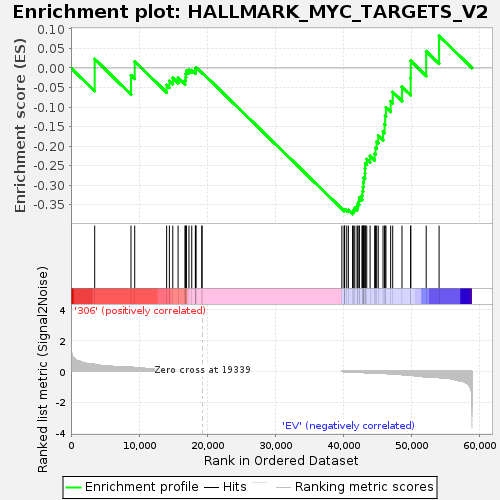 Enrichment plot: HALLMARK_MYC_TARGETS_V2
Enrichment score (ES)
0.10
0.05
0.00
-0.05
-0.10
-0.15
-0.20
-0.25
-0.30
-0.35
'306' (positively correlated)
Ranked list metric (Signal2Noise)
4
2
0
-2
-4
Zero cross at 19339
'EV' (negatively correlated)
0
10,000
20,000
30,000
40,000
50,000
60,000
Rank in Ordered Dataset
Enrichment profile
Hits
Ranking metric scores